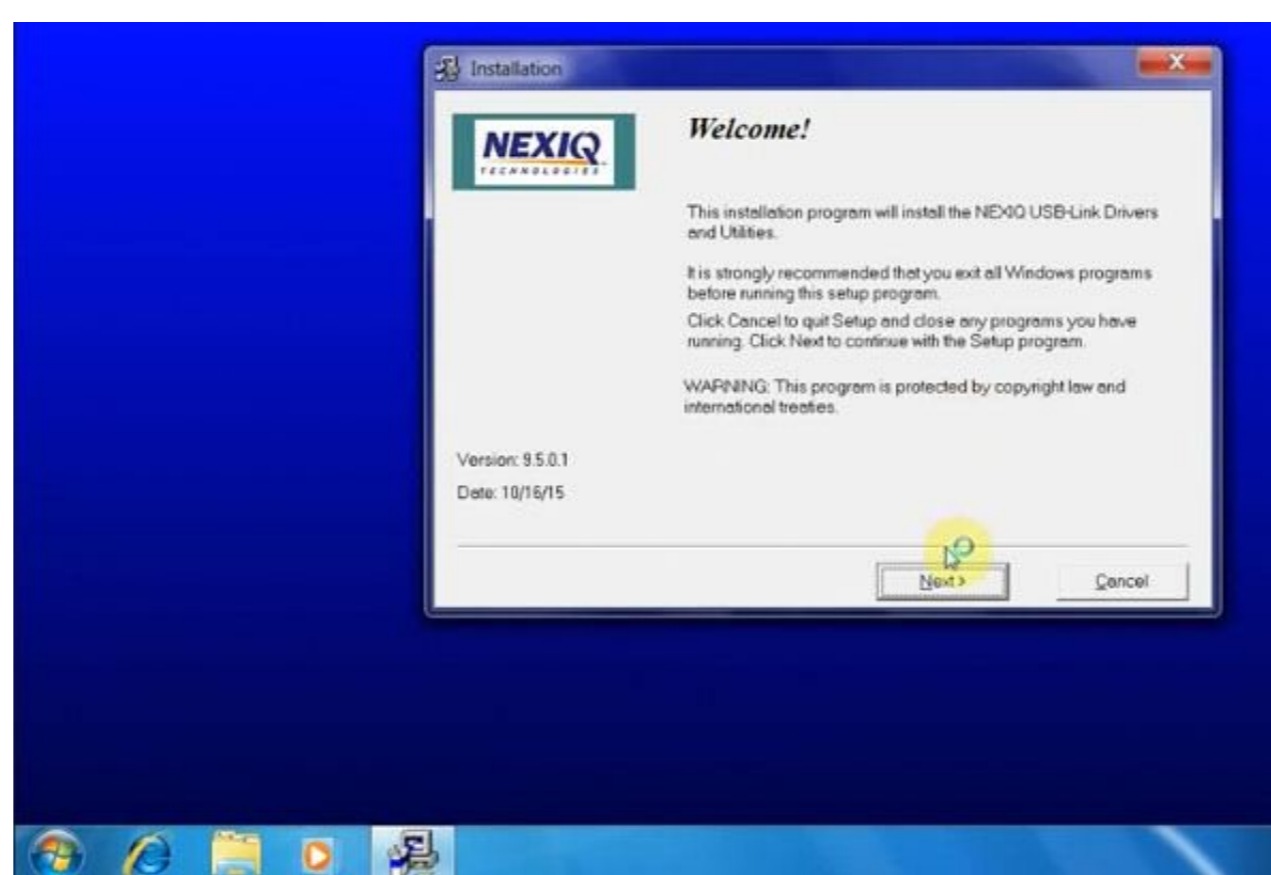 Installation
NEXIQ
TECHNOLOGIES
Welcome!
This installation program will install the NEXIQ USB-Link Drivers
and Utilities.
It is strongly recommended that you exit all Windows programs
before running this setup program.
Click Cancel to quit Setup and close any programs you have
running. Click Next to continue with the Setup program.
WARNING: This program is protected by copyright law and
international treaties.
Version: 9.5.0.1
Date: 10/16/15
Next >
Cancel